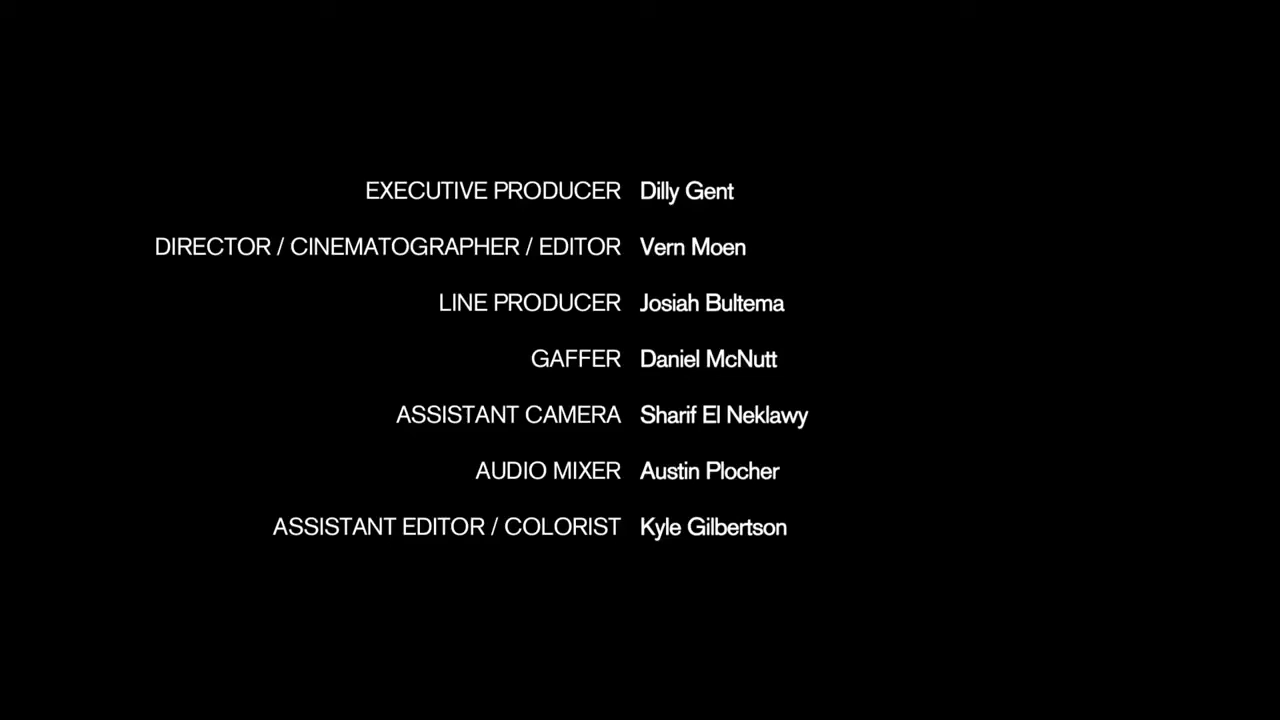 EXECUTIVE PRODUCER Dilly Gent
DIRECTOR / CINEMATOGRAPHER / EDITOR Vern Moen
LINE PRODUCER Josiah Bultema
GAFFER Daniel McNutt
ASSISTANT CAMERA Sharif El Neklawy
AUDIO MIXER Austin Plocher
ASSISTANT EDITOR / COLORIST Kyle Gilbertson